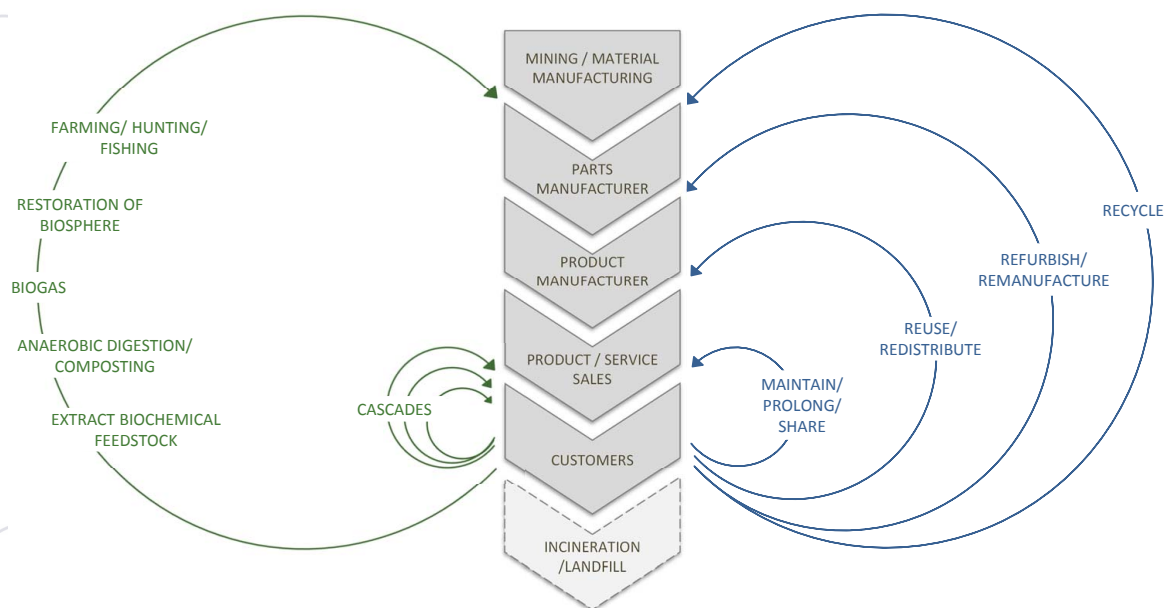 MINING / MATERIAL
MANUFACTURING
PARTS
MANUFACTURER
PRODUCT
MANUFACTURER
PRODUCT / SERVICE
SALES
CUSTOMERS
INCINERATION
/LANDFILL
FARMING/ HUNTING/
FISHING
RESTORATION OF
BIOSPHERE
BIOGAS
ANAEROBIC DIGESTION/
COMPOSTING
EXTRACT BIOCHEMICAL
FEEDSTOCK
CASCADES
MAINTAIN/
PROLONG/
SHARE
REUSE/
REDISTRIBUTE
REFURBISH/
REMANUFACTURE
RECYCLE